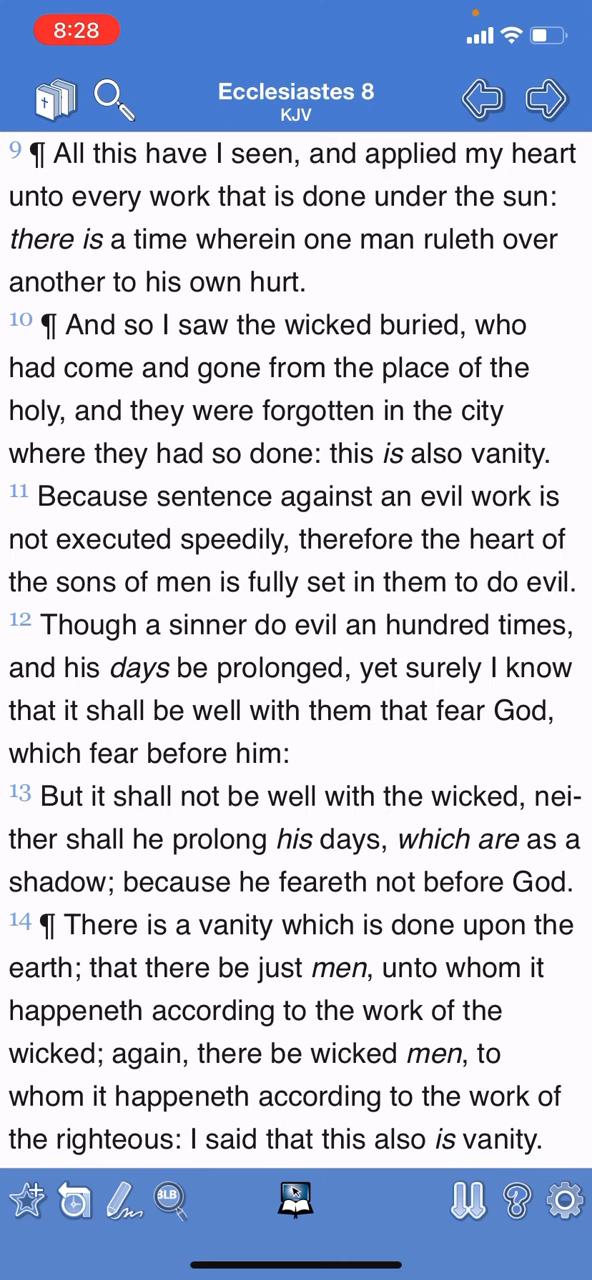 8:28
Ecclesiastes 8
KJV
9 ¶ All this have I seen, and applied my heart
unto every work that is done under the sun:
there is a time wherein one man ruleth over
another to his own hurt.
10 ¶ And so I saw the wicked buried, who
had come and gone from the place of the
holy, and they were forgotten in the city
where they had so done: this is also vanity.
11 Because sentence against an evil work is
not executed speedily, therefore the heart of
the sons of men is fully set in them to do evil.
12 Though a sinner do evil an hundred times,
and his days be prolonged, yet surely I know
that it shall be well with them that fear God,
which fear before him:
13 But it shall not be well with the wicked, nei-
ther shall he prolong his days, which are as a
shadow; because he feareth not before God.
14 ¶ There is a vanity which is done upon the
earth; that there be just men, unto whom it
happeneth according to the work of the
wicked; again, there be wicked men, to
whom it happeneth according to the work of
the righteous: I said that this also is vanity.
BLB